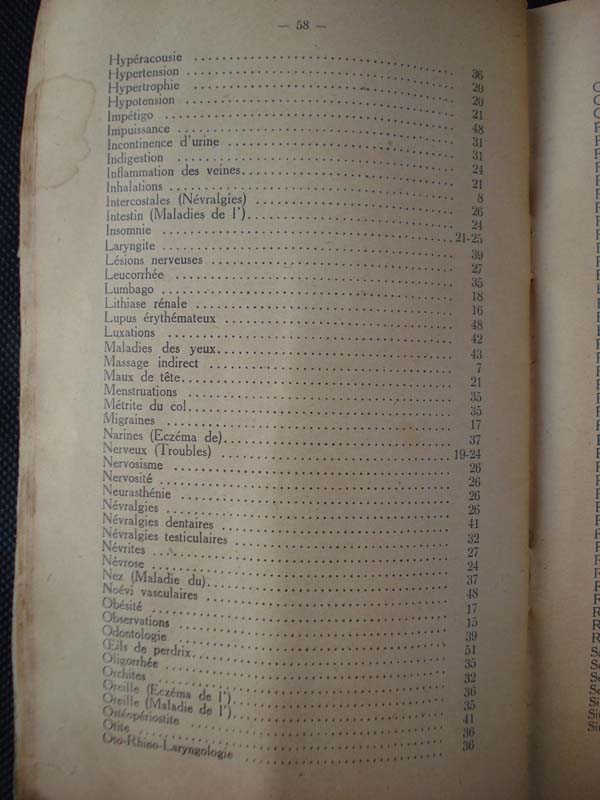 — 58 —
Hypéracousie .......... 36
Hypertension .......... 20
Hypertrophie .......... 20
Hypotension .......... 21
Impétigo .......... 48
Impuissance .......... 31
Incontinence d'urine .......... 31
Indigestion .......... 24
Inflammation des veines .......... 21
Inhalations .......... 8
Intercostales (Névralgies) .......... 26
Intestin (Maladies de l') .......... 24
Insomnie .......... 21-25
Laryngite .......... 39
Lésions nerveuses .......... 27
Leucorrhée .......... 35
Lumbago .......... 18
Lithiase rénale .......... 16
Lupus érythémateux .......... 48
Luxations .......... 42
Maladies des yeux .......... 43
Massage indirect .......... 7
Maux de tête .......... 21
Menstruations .......... 35
Métrite du col .......... 35
Migraines .......... 17
Narines (Eczéma de) .......... 37
Nerveux (Troubles) .......... 19-24
Nervosisme .......... 26
Nervosité .......... 26
Neurasthénie .......... 26
Névralgies .......... 26
Névralgies dentaires .......... 41
Névralgies testiculaires .......... 32
Névrites .......... 27
Névrose .......... 24
Nez (Maladie du) .......... 37
Noévi vasculaires .......... 48
Obésité .......... 17
Observations .......... 15
Odontologie .......... 39
Œils de perdrix .......... 51
Oligorrhée .......... 35
Orchites .......... 32
Oreille (Eczéma de l') .......... 36
Oreille (Maladie de l') .......... 35
Ostéopériostite .......... 41
Otite .......... 36
Oto-Rhino-Laryngologie .......... 36